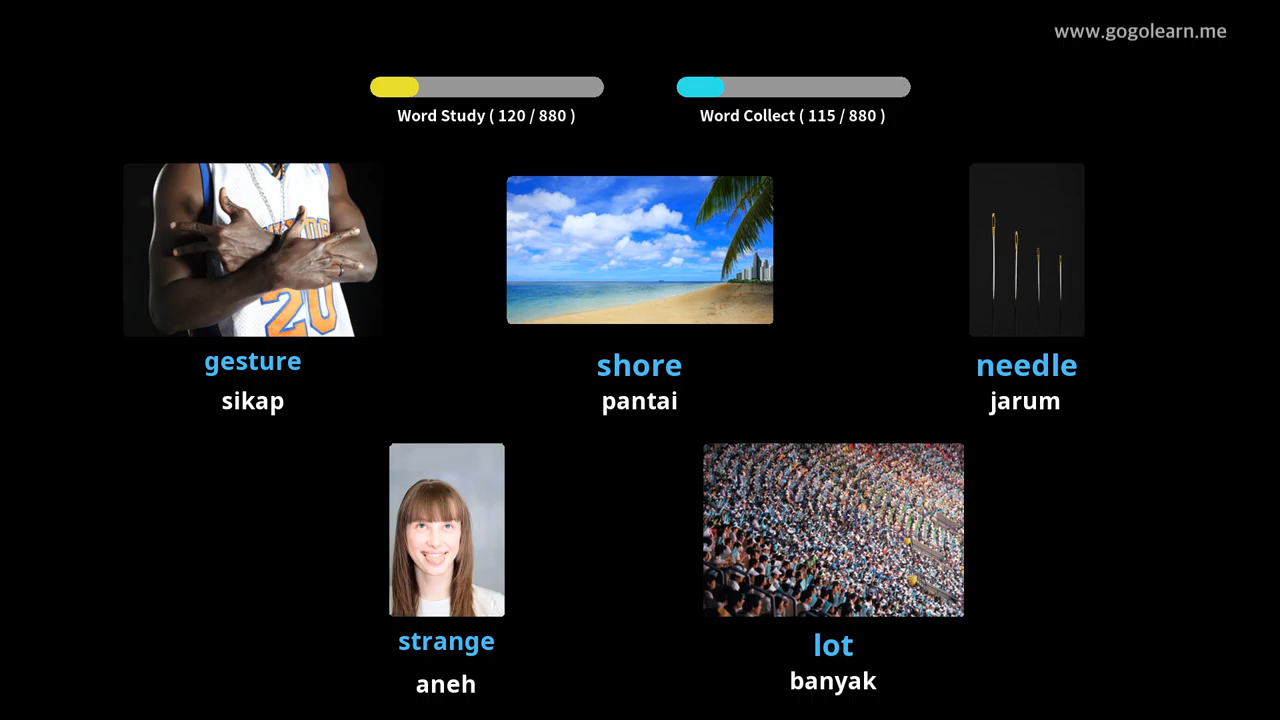 www.gogolearn.me
Word Study ( 120 / 880 )
Word Collect ( 115 / 880 )
20
gesture
sikap
shore
pantai
needle
jarum
strange
aneh
lot
banyak